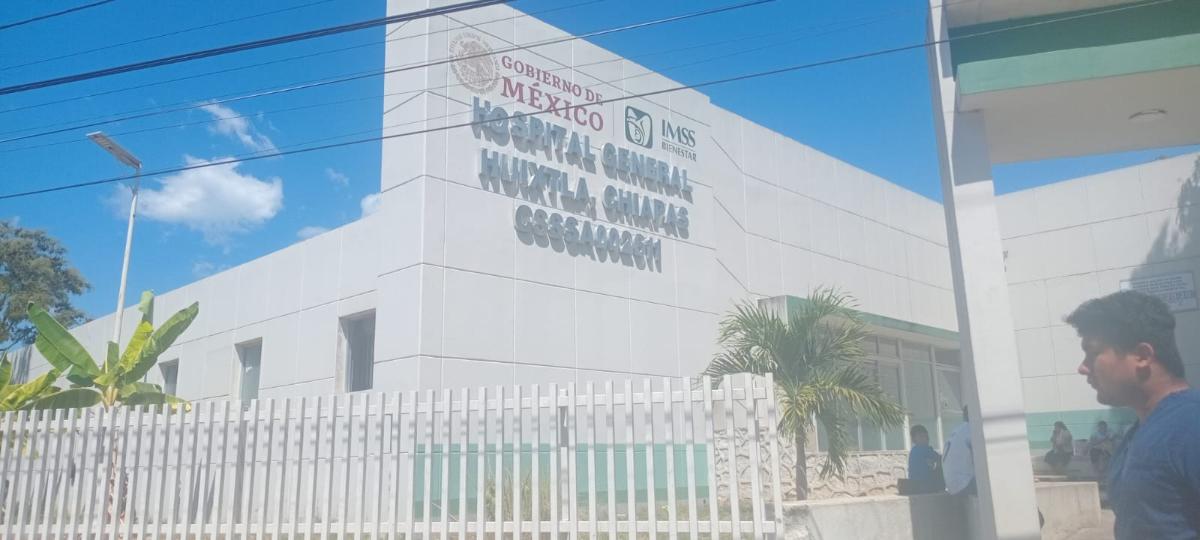 GOBIERNO DE
MÉXICO
IMSS
BIENESTAR
HOSPITAL GENERAL
HUIXTLA, CHIAPAS
CSSSA002611